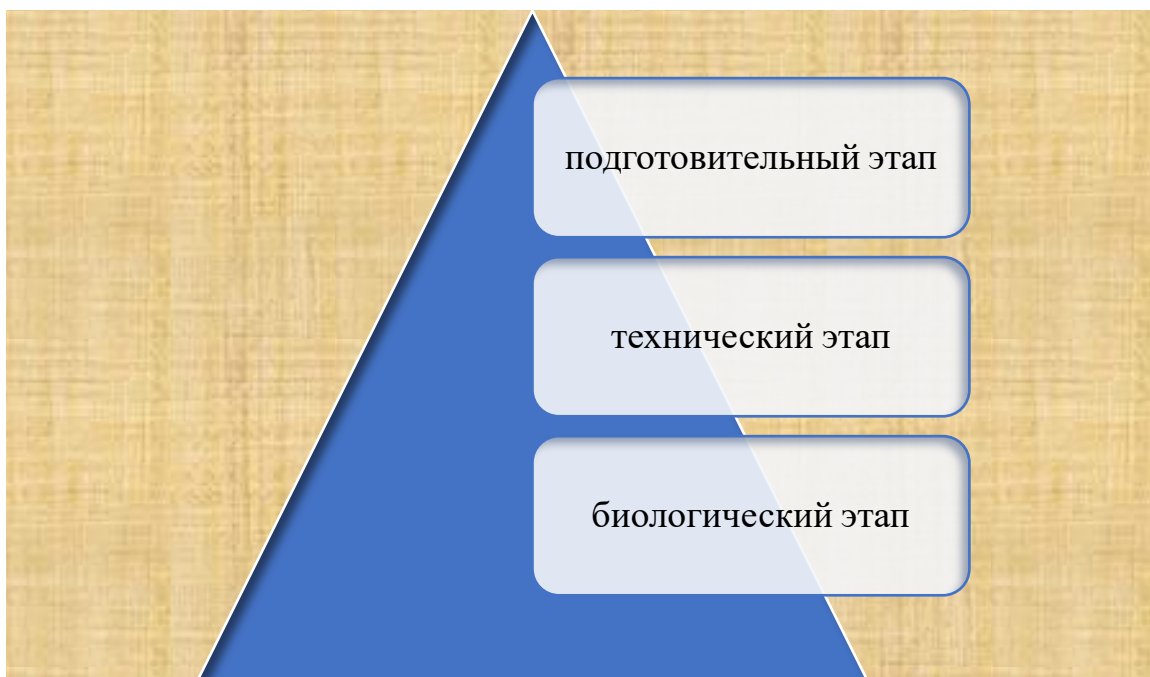 подготовительный этап
технический этап
биологический этап